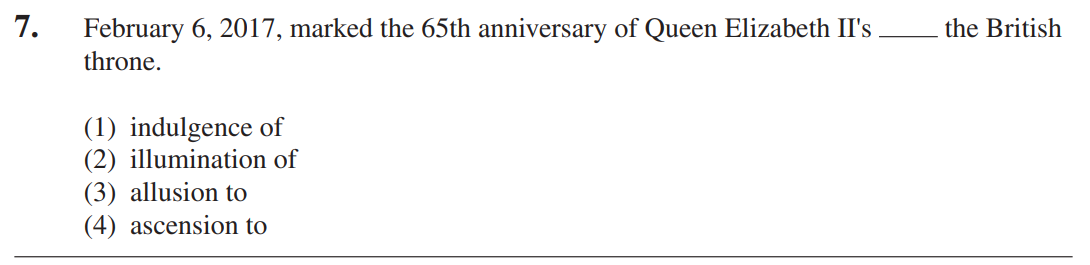 7. February 6, 2017, marked the 65th anniversary of Queen Elizabeth II's _____ the British
throne.
(1) indulgence of
(2) illumination of
(3) allusion to
(4) ascension to